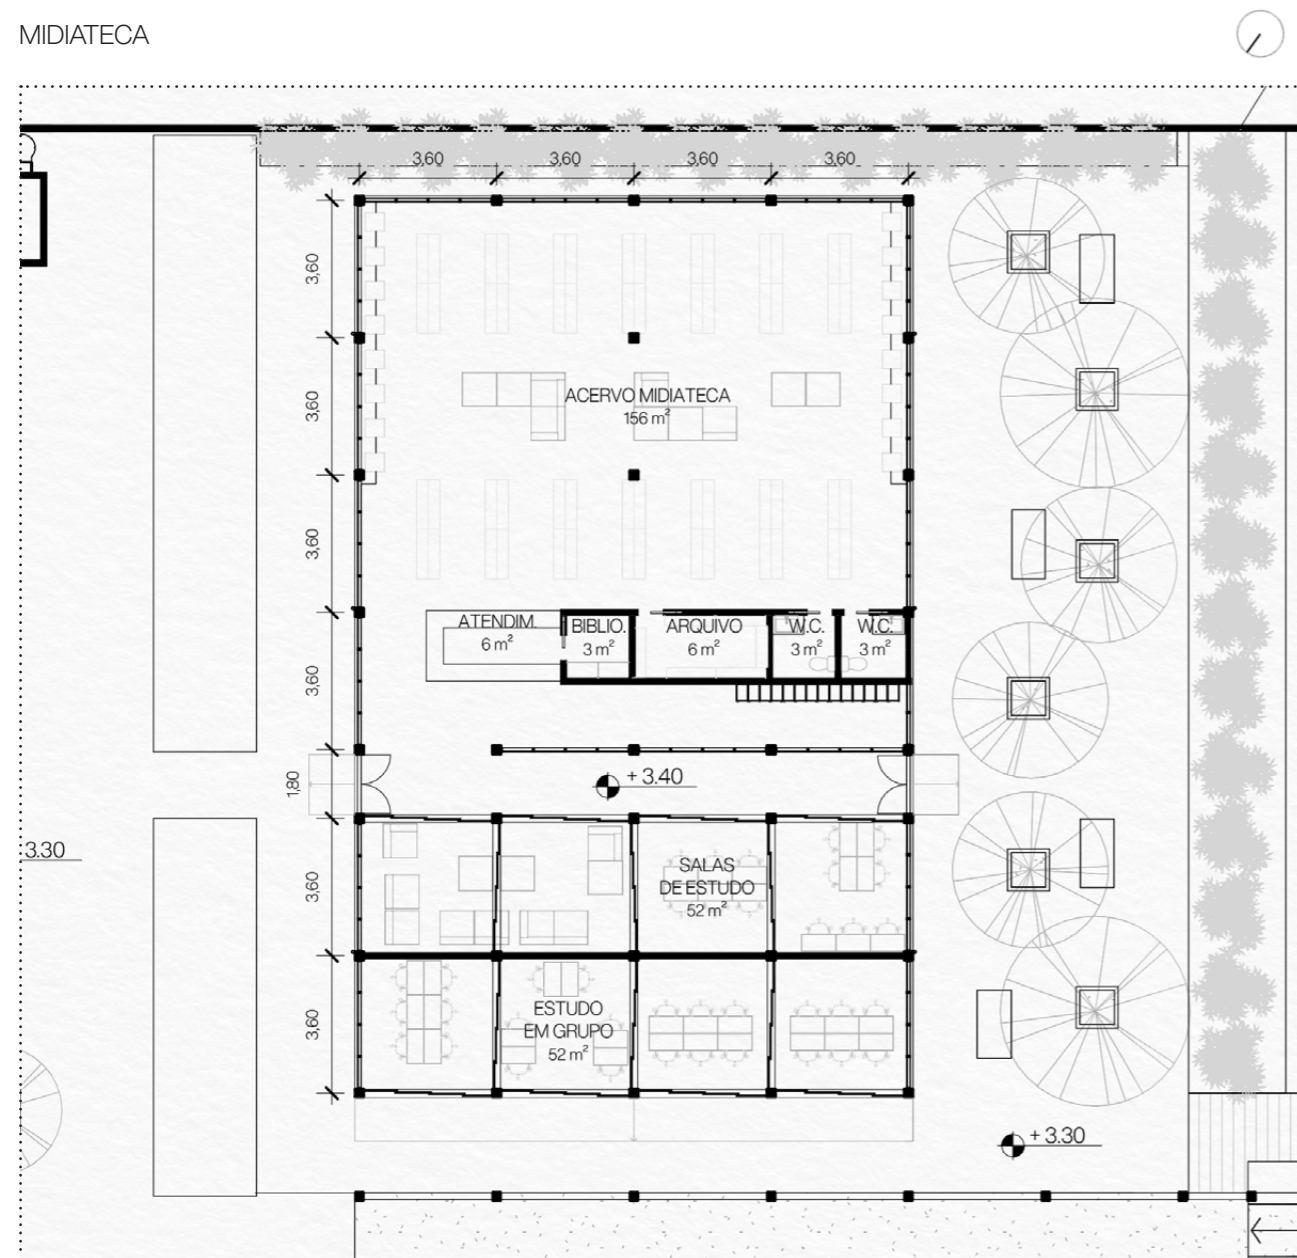 MIDIATECA
3,60
3,60
3,60
3,60
3,60
3,60
3,60
3,60
1,80
3,60
3,60
ACERVO MIDIATECA
156 m²
ATENDIM.
6 m²
BIBLIO.
3 m²
ARQUIVO
6 m²
W.C.
3 m²
W.C.
3 m²
+ 3.40
3.30
SALAS
DE ESTUDO
52 m²
ESTUDO
EM GRUPO
52 m²
+ 3.30